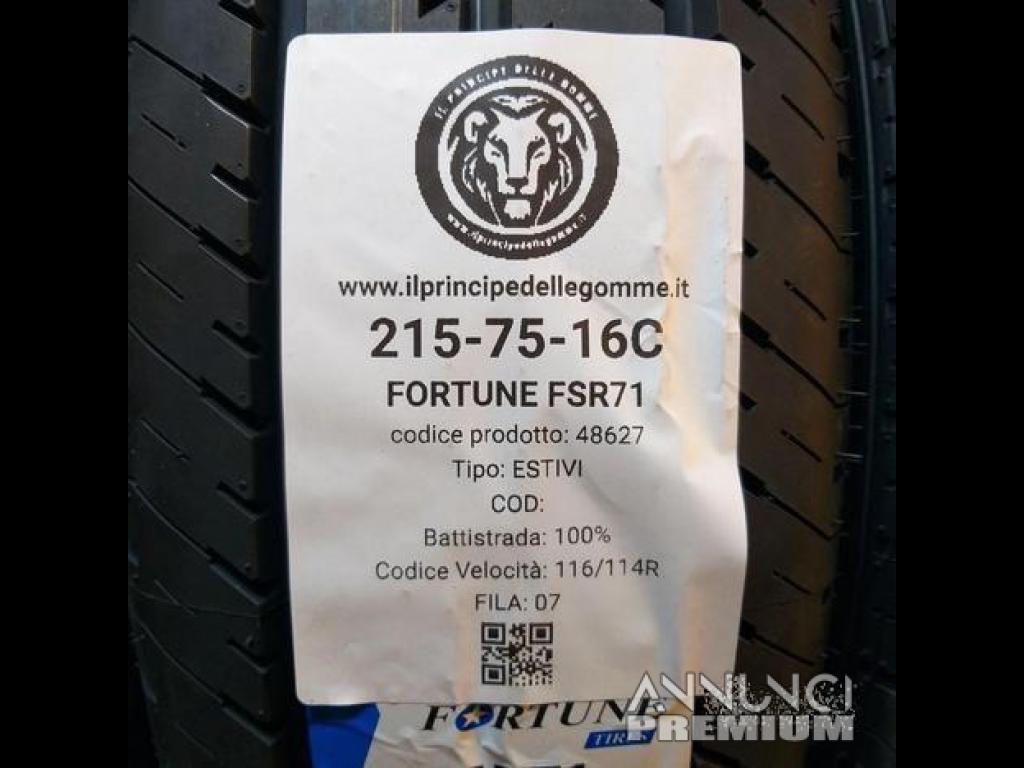 IL PRINCIPE DELLE GOMME
www.ilprincipedellegomme.it
www.ilprincipedellegomme.it
215-75-16C
FORTUNE FSR71
codice prodotto: 48627
Tipo: ESTIVI
COD:
Battistrada: 100%
Codice Velocità: 116/114R
FILA: 07
FORTUNE
TIRES
ANNUNCI
PREMIUM